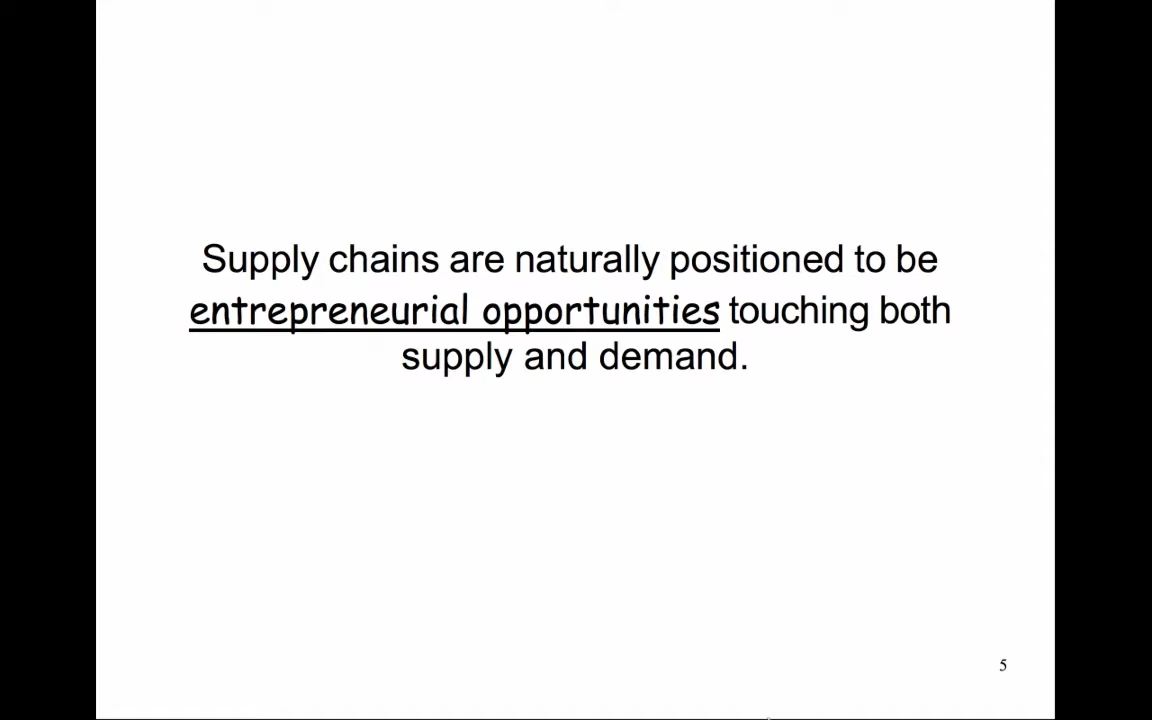 Supply chains are naturally positioned to be
entrepreneurial opportunities touching both
supply and demand.
5